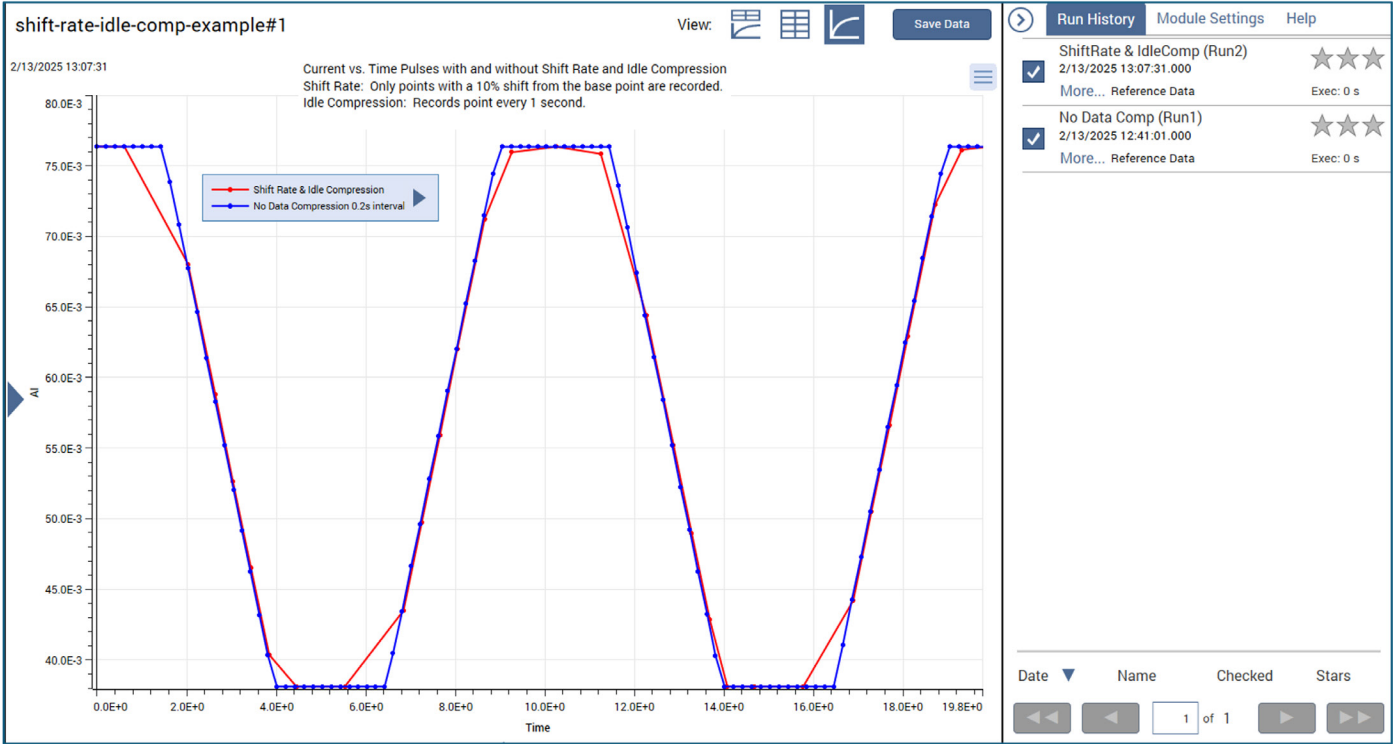 shift-rate-idle-comp-example#1
View:
Save Data
2/13/2025 13:07:31
Current vs. Time Pulses with and without Shift Rate and Idle Compression
Shift Rate: Only points with a 10% shift from the base point are recorded.
Idle Compression: Records point every 1 second.
80.0E-3
75.0E-3
70.0E-3
65.0E-3
60.0E-3
55.0E-3
50.0E-3
45.0E-3
40.0E-3
AI
Shift Rate & Idle Compression
No Data Compression 0.2s interval
0.0E+0 2.0E+0 4.0E+0 6.0E+0 8.0E+0 10.0E+0 12.0E+0 14.0E+0 16.0E+0 18.0E+0 19.8E+0
Time
Run History Module Settings Help
ShiftRate & IdleComp (Run2)
2/13/2025 13:07:31.000
More... Reference Data Exec: 0 s
No Data Comp (Run1)
2/13/2025 12:41:01.000
More... Reference Data Exec: 0 s
Date Name Checked Stars
1 of 1